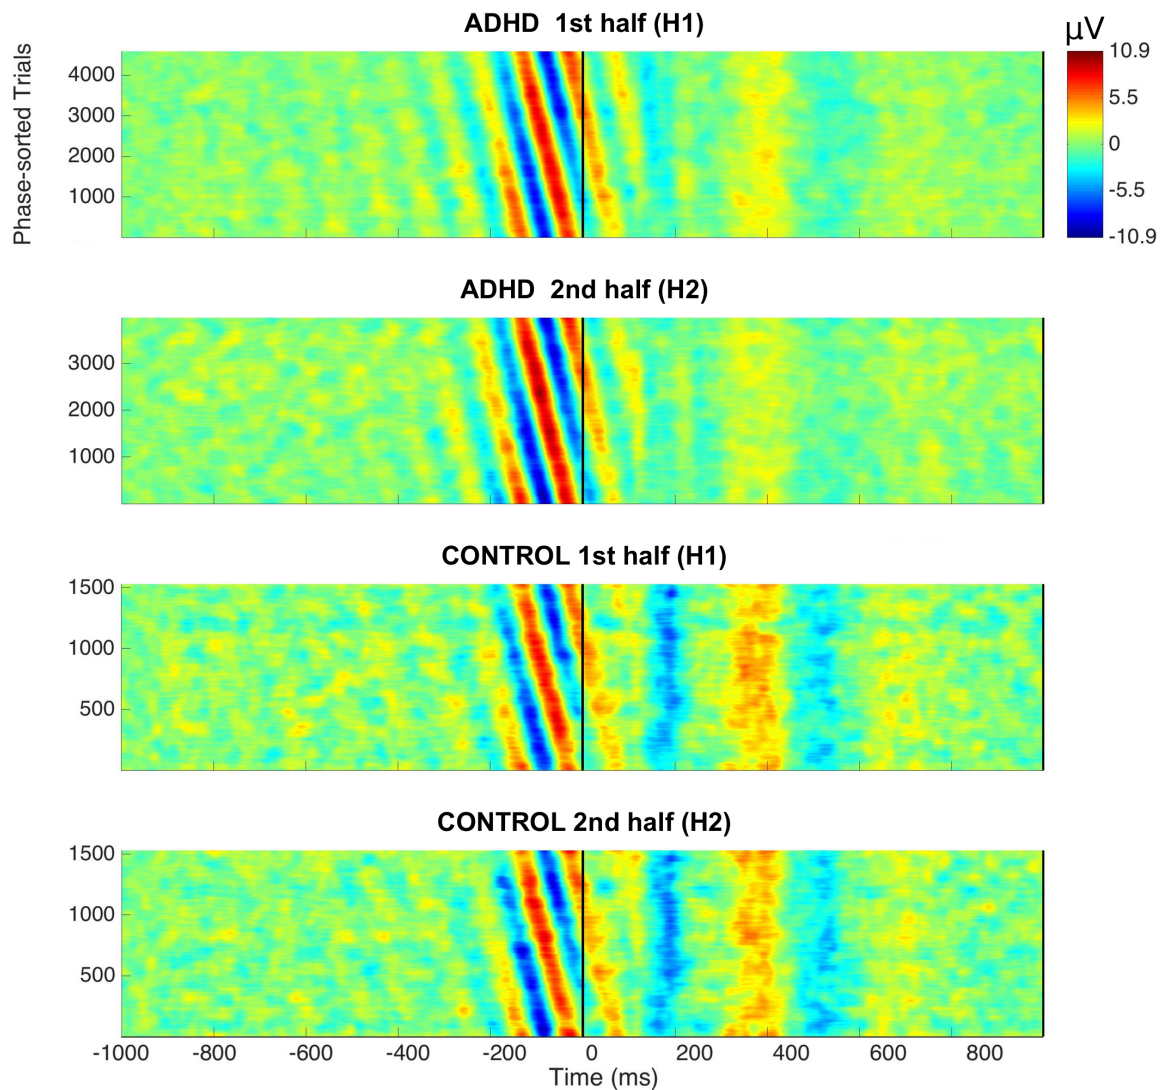 ADHD 1st half (H1)
µV
Phase-sorted Trials
4000
3000
2000
1000
10.9
5.5
0
-5.5
-10.9
ADHD 2nd half (H2)
3000
2000
1000
CONTROL 1st half (H1)
1500
1000
500
CONTROL 2nd half (H2)
1500
1000
500
-1000 -800 -600 -400 -200 0 200 400 600 800
Time (ms)